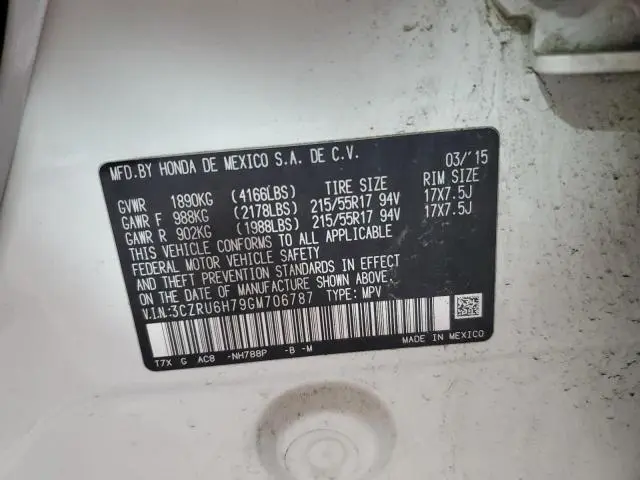 MFD.BY HONDA DE MEXICO S.A. DE C.V. 03/'15
TIRE SIZE RIM SIZE
GVWR 1890KG (4166LBS)
GAWR F 988KG (2178LBS) 215/55R17 94V 17X7.5J
GAWR R 902KG (1988LBS) 215/55R17 94V 17X7.5J
THIS VEHICLE CONFORMS TO ALL APPLICABLE
FEDERAL MOTOR VEHICLE SAFETY
AND THEFT PREVENTION STANDARDS IN EFFECT
ON THE DATE OF MANUFACTURE SHOWN ABOVE.
V.I.N.:3CZRU6H79GM706787 TYPE: MPV
T7X G AC8 -NH788P -B -M MADE IN MEXICO